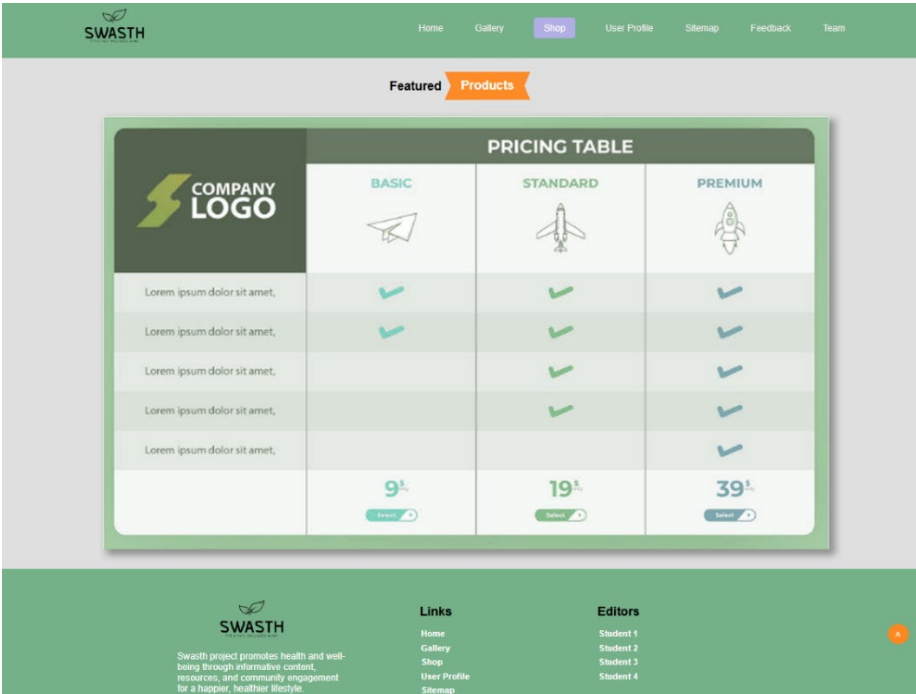 SWASTH
Home Gallery Shop User Profile Sitemap Feedback Team
Featured Products
PRICING TABLE
COMPANY
LOGO
BASIC STANDARD PREMIUM
Lorem ipsum dolor sit amet,
Lorem ipsum dolor sit amet,
Lorem ipsum dolor sit amet,
Lorem ipsum dolor sit amet,
Lorem ipsum dolor sit amet,
9$ 19$ 39$
Select Select Select
SWASTH
Swasth project promotes health and well-
being through informative content,
resources, and community engagement
for a happier, healthier lifestyle.
Links
Home
Gallery
Shop
User Profile
Sitemap
Editors
Student 1
Student 2
Student 3
Student 4